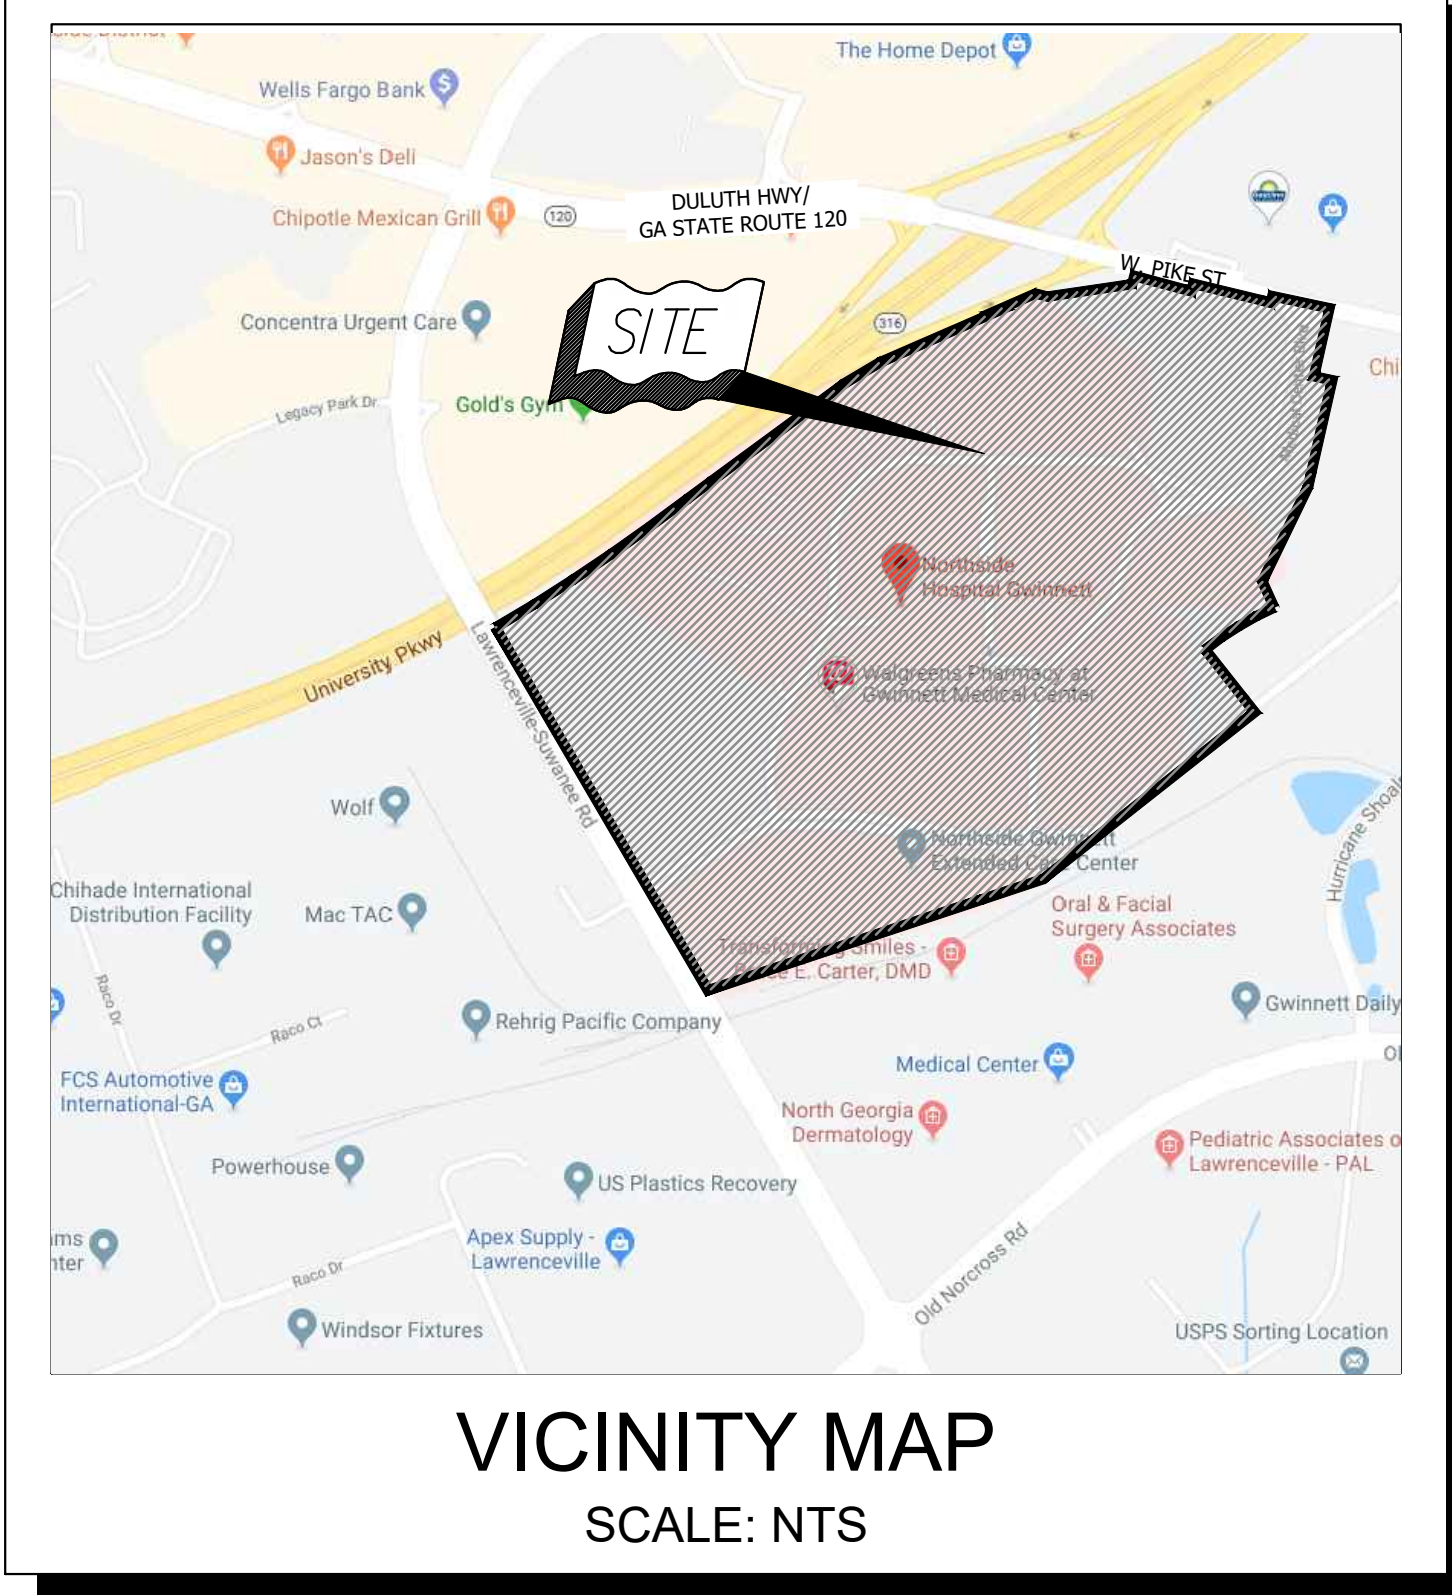 The Home Depot
Wells Fargo Bank
Jason's Deli
Chipotle Mexican Grill
120
DULUTH HWY/
GA STATE ROUTE 120
W. PIKE ST
SITE
Concentra Urgent Care
316
Chi
Legacy Park Dr
Gold's Gym
Northside
Hospital Gwinnett
University Pkwy
Lawrenceville-Suwanee Rd
Walgreens Pharmacy at
Gwinnett Medical Center
Wolf
Northside Gwinnett
Extended Care Center
Hurricane Shoals
Chihade International
Distribution Facility
Mac TAC
Oral & Facial
Surgery Associates
Transforming Smiles -
E. Carter, DMD
Raco Dr
Gwinnett Daily
Raco Ct
Rehrig Pacific Company
Ol
Medical Center
FCS Automotive
International-GA
North Georgia
Dermatology
Pediatric Associates o
Lawrenceville - PAL
Powerhouse
US Plastics Recovery
Apex Supply -
Lawrenceville
Raco Dr
Old Norcross Rd
Windsor Fixtures
USPS Sorting Location
VICINITY MAP
SCALE: NTS